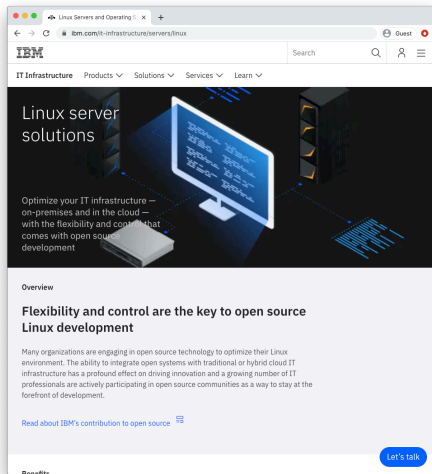 Linux Servers and Operating S
ibm.com/it-infrastructure/servers/linux
Guest
IBM
Search
IT Infrastructure Products Solutions Services Learn
Linux server
solutions
Optimize your IT infrastructure —
on-premises and in the cloud —
with the flexibility and control that
comes with open source
development
Overview
Flexibility and control are the key to open source
Linux development
Many organizations are engaging in open source technology to optimize their Linux
environment. The ability to integrate open systems with traditional or hybrid cloud IT
infrastructure has a profound effect on driving innovation and a growing number of IT
professionals are actively participating in open source communities as a way to stay at the
forefront of development.
Read about IBM's contribution to open source
Let's talk
Benefits